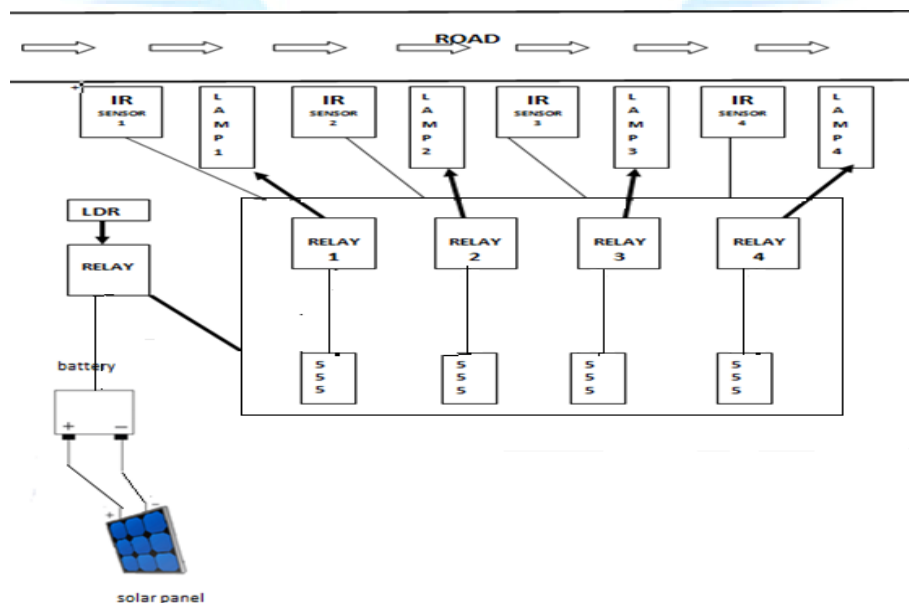 ROAD
IR
SENSOR
1
L
A
M
P
1
IR
SENSOR
2
L
A
M
P
2
IR
SENSOR
3
L
A
M
P
3
IR
SENSOR
4
L
A
M
P
4
LDR
RELAY
RELAY
1
RELAY
2
RELAY
3
RELAY
4
5
5
5
5
5
5
5
5
5
5
5
5
battery
+ −
+ −
solar panel